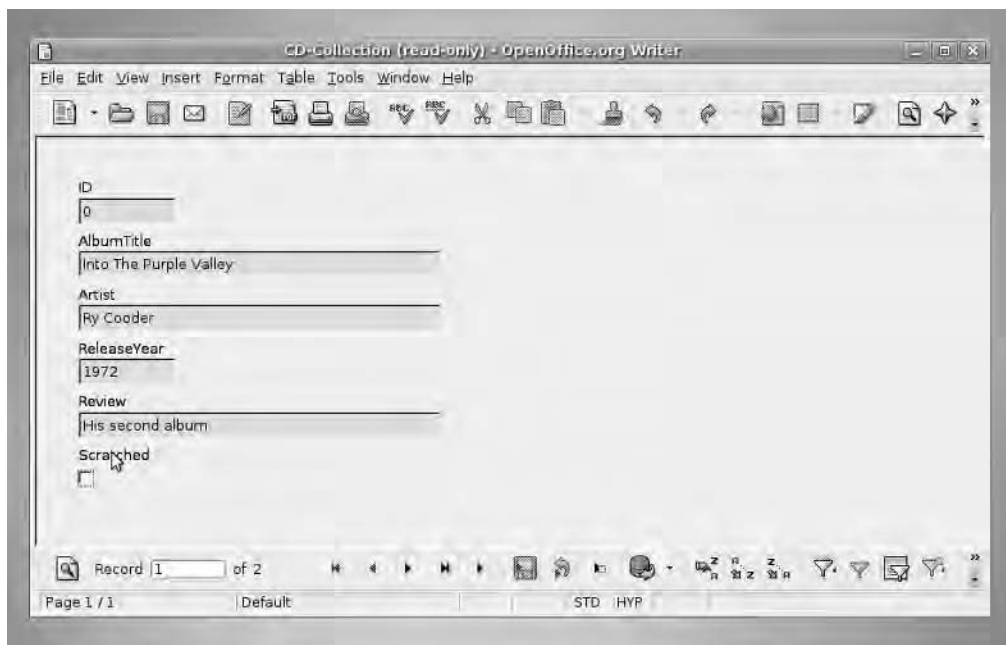 CD-Collection (read-only) - OpenOffice.org Writer
File Edit View Insert Format Table Tools Window Help
ID
0
AlbumTitle
Into The Purple Valley
Artist
Ry Cooder
ReleaseYear
1972
Review
His second album
Scratched
Record 1 of 2
Page 1 / 1 Default STD HYP